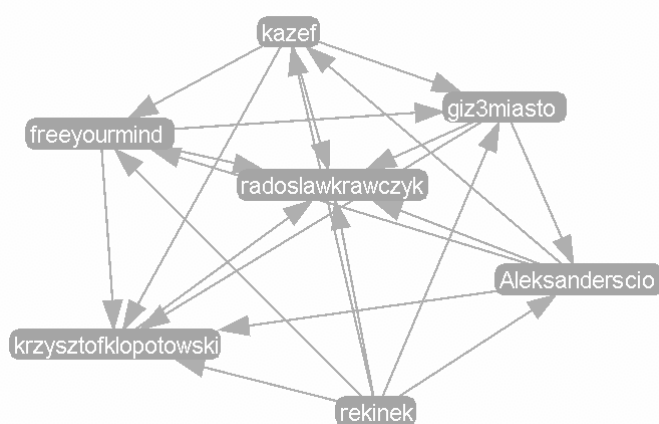 kazef
giz3miasto
freeyourmind
radoslawkrawczyk
Aleksanderscio
krzysztofklopotowski
rekinek